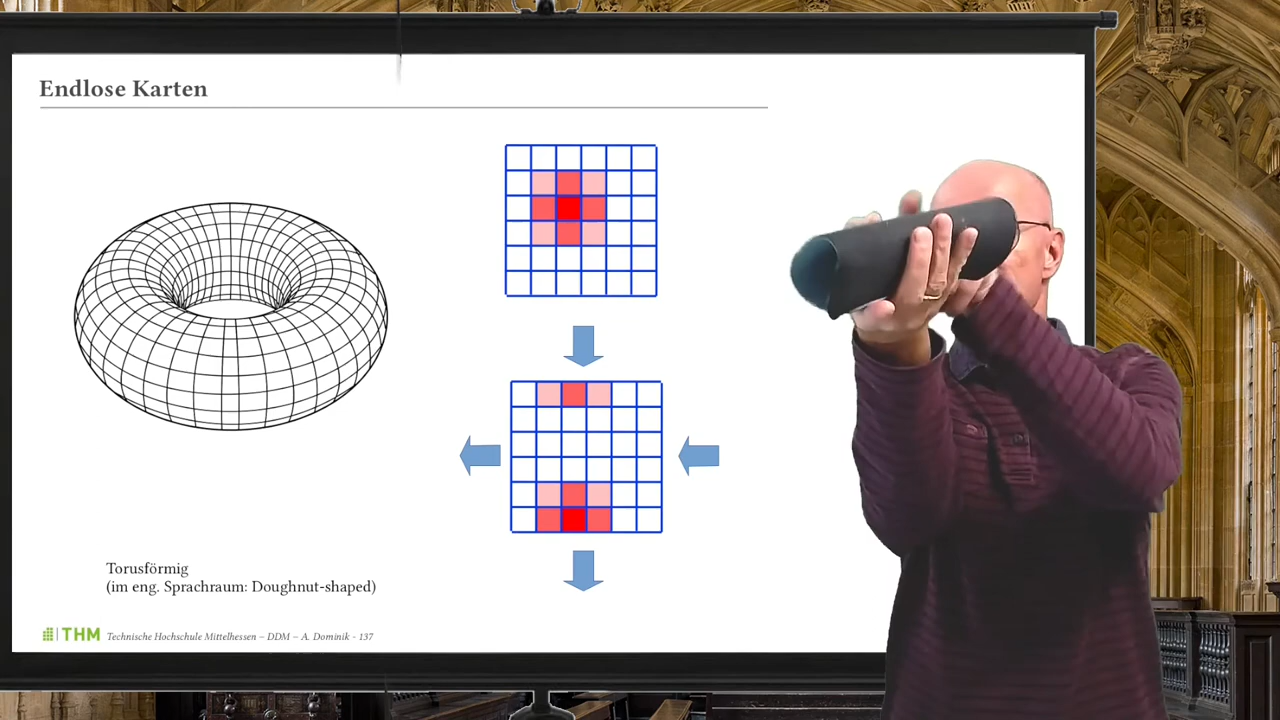 Endlose Karten
Torusförmig
(im eng. Sprachraum: Doughnut-shaped)
THM Technische Hochschule Mittelhessen – DDM – A. Dominik - 137